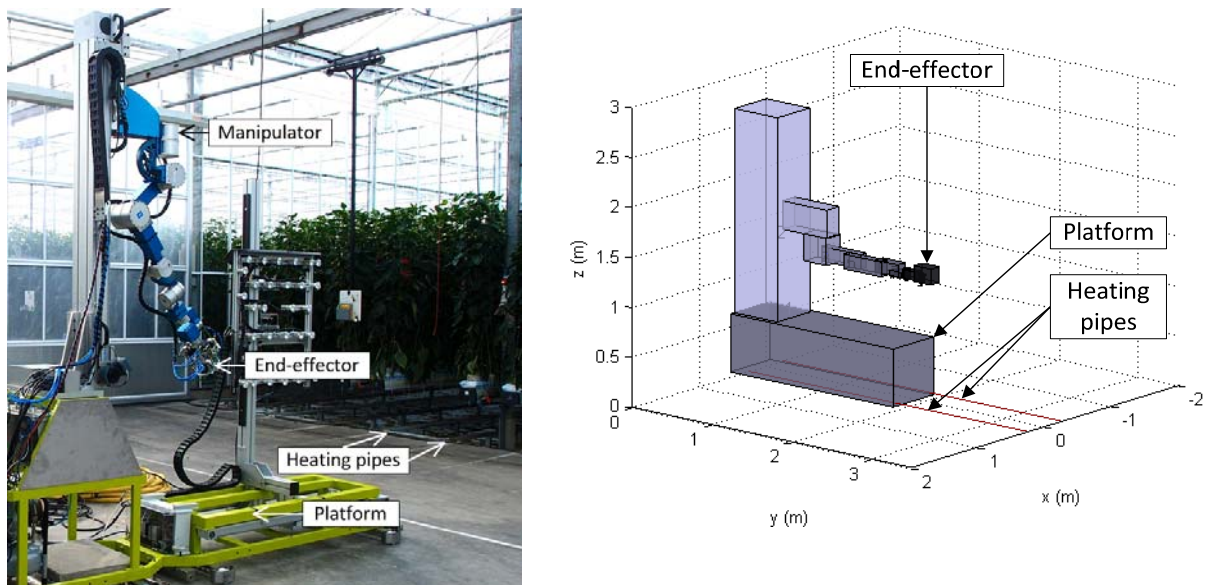 Manipulator
End-effector
Heating pipes
Platform
End-effector
Platform
Heating
pipes
3
2.5
2
1.5
1
0.5
0
z (m)
0
1
2
3
y (m)
2
1
0
-1
-2
x (m)